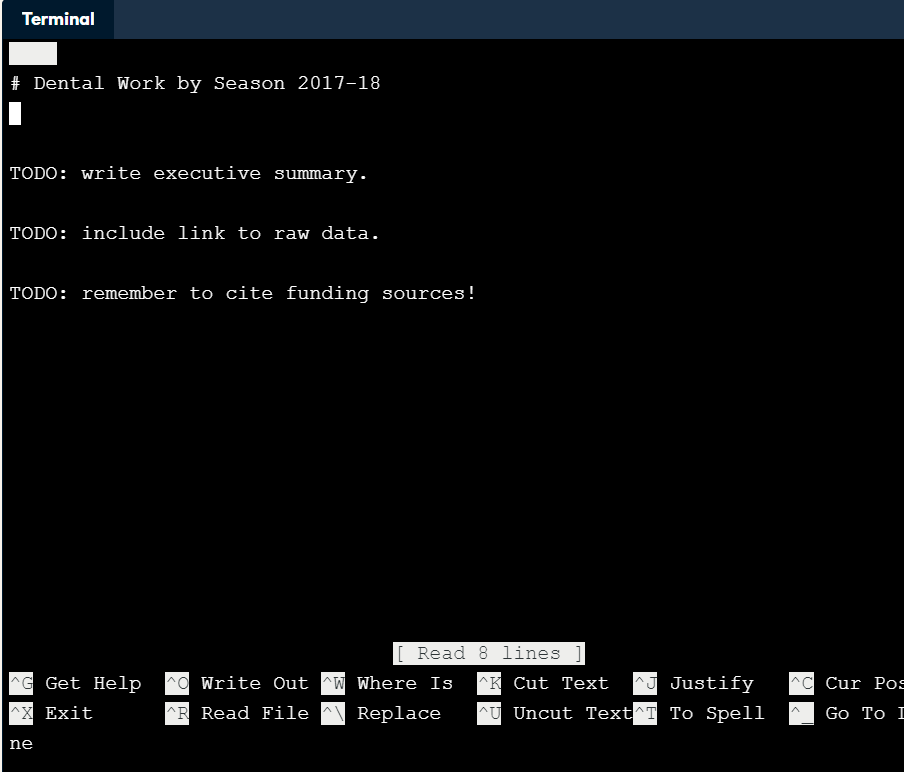 Terminal
# Dental Work by Season 2017-18
TODO: write executive summary.
TODO: include link to raw data.
TODO: remember to cite funding sources!
[ Read 8 lines ]
^G Get Help ^O Write Out ^W Where Is ^K Cut Text ^J Justify ^C Cur Pos
^X Exit ^R Read File ^\ Replace ^U Uncut Text^T To Spell ^_ Go To
ne